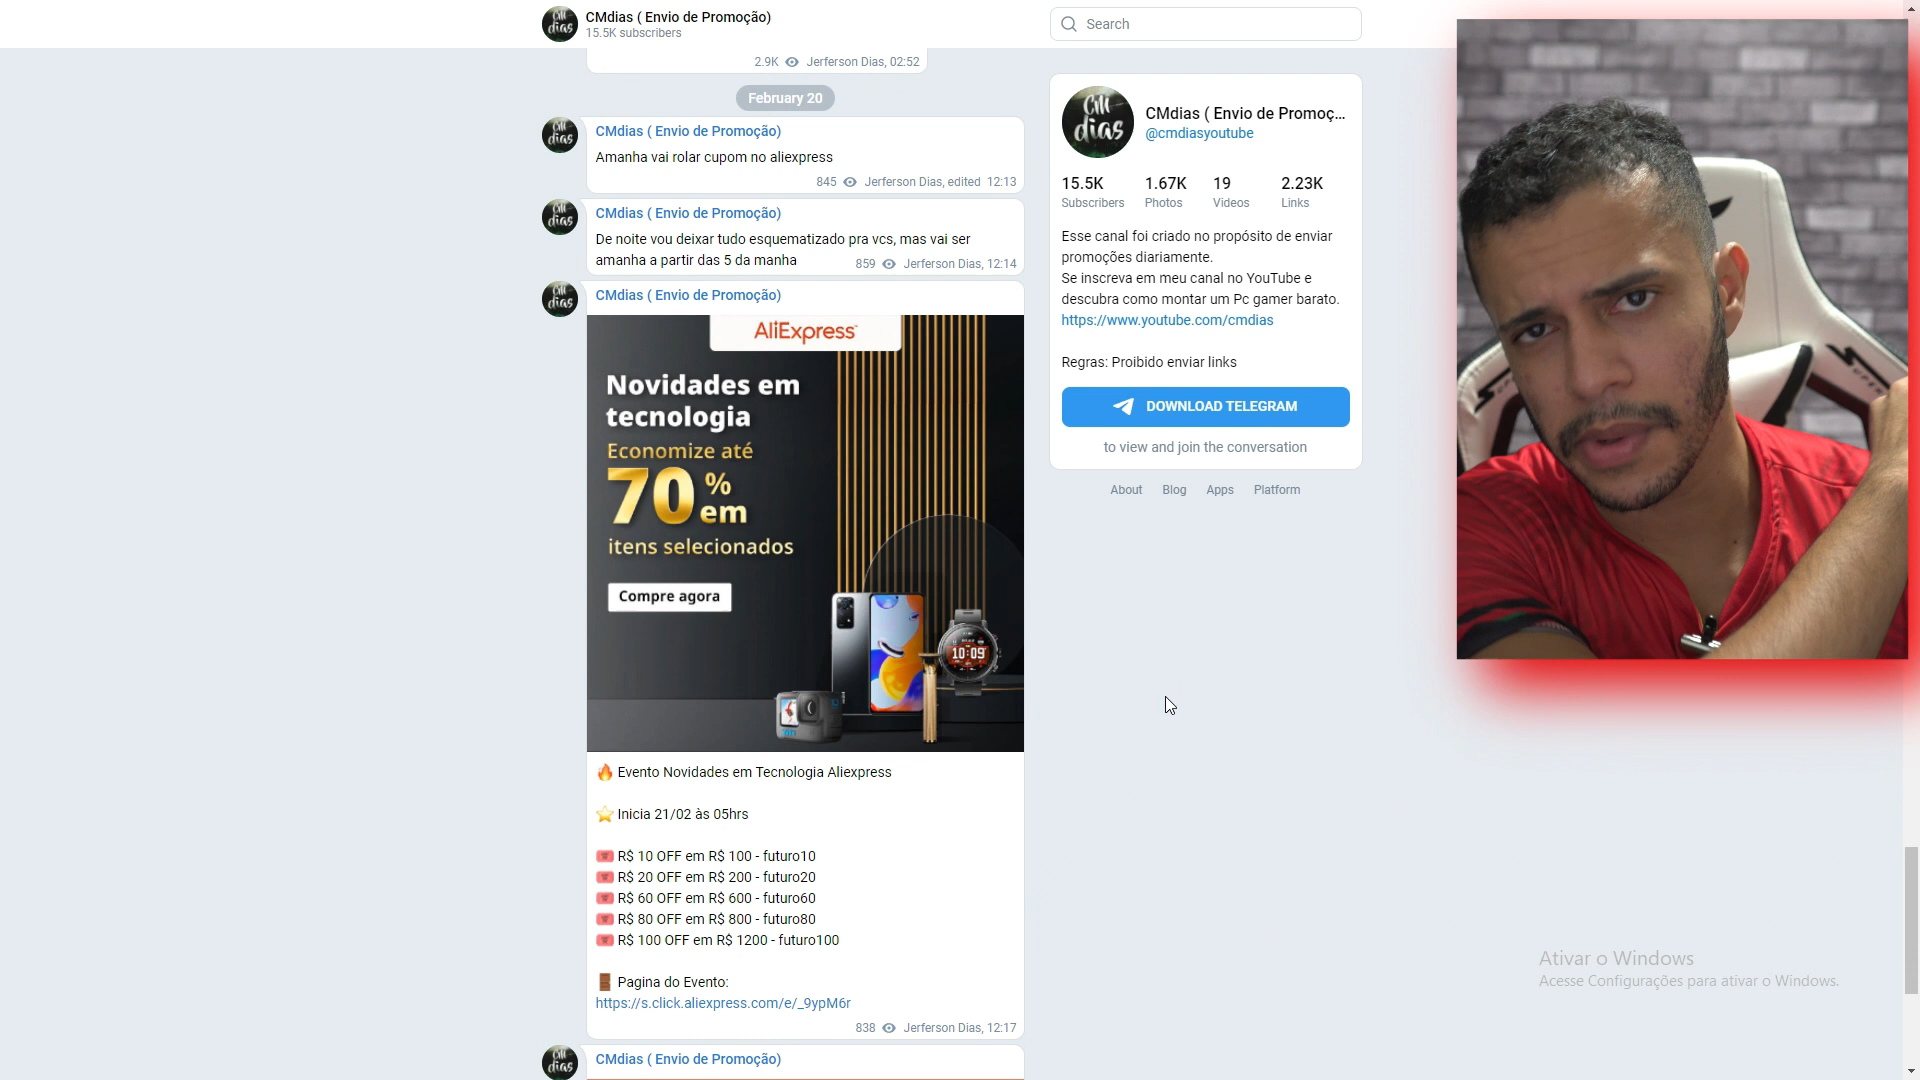 CMdias ( Envio de Promoção)
15.5K subscribers
Search
2.9K Jerferson Dias, 02:52
February 20
CMdias ( Envio de Promoção)
Amanha vai rolar cupom no aliexpress
845 Jerferson Dias, edited 12:13
CMdias ( Envio de Promoção)
De noite vou deixar tudo esquematizado pra vcs, mas vai ser
amanha a partir das 5 da manha
859 Jerferson Dias, 12:14
CMdias ( Envio de Promoção)
AliExpress
Novidades em
tecnologia
Economize até
70% em
itens selecionados
Compre agora
10:09
🔥 Evento Novidades em Tecnologia Aliexpress
⭐ Inicia 21/02 às 05hrs
R$ 10 OFF em R$ 100 - futuro10
R$ 20 OFF em R$ 200 - futuro20
R$ 60 OFF em R$ 600 - futuro60
R$ 80 OFF em R$ 800 - futuro80
R$ 100 OFF em R$ 1200 - futuro100
🚪 Pagina do Evento:
https://s.click.aliexpress.com/e/_9ypM6r
838 Jerferson Dias, 12:17
CMdias ( Envio de Promoção)
CM dias
CMdias ( Envio de Promoç...
@cmdiasyoutube
15.5K 1.67K 19 2.23K
Subscribers Photos Videos Links
Esse canal foi criado no propósito de enviar
promoções diariamente.
Se inscreva em meu canal no YouTube e
descubra como montar um Pc gamer barato.
https://www.youtube.com/cmdias
Regras: Proibido enviar links
DOWNLOAD TELEGRAM
to view and join the conversation
About Blog Apps Platform
Ativar o Windows
Acesse Configurações para ativar o Windows.